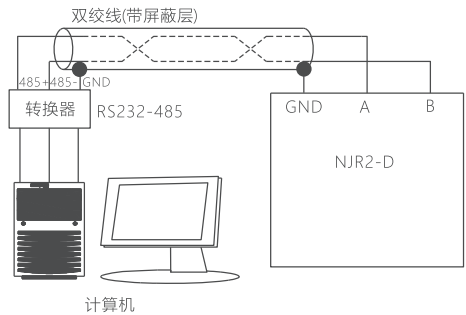 双绞线(带屏蔽层)
485+485- GND
转换器 RS232-485
GND A B
NJR2-D
计算机